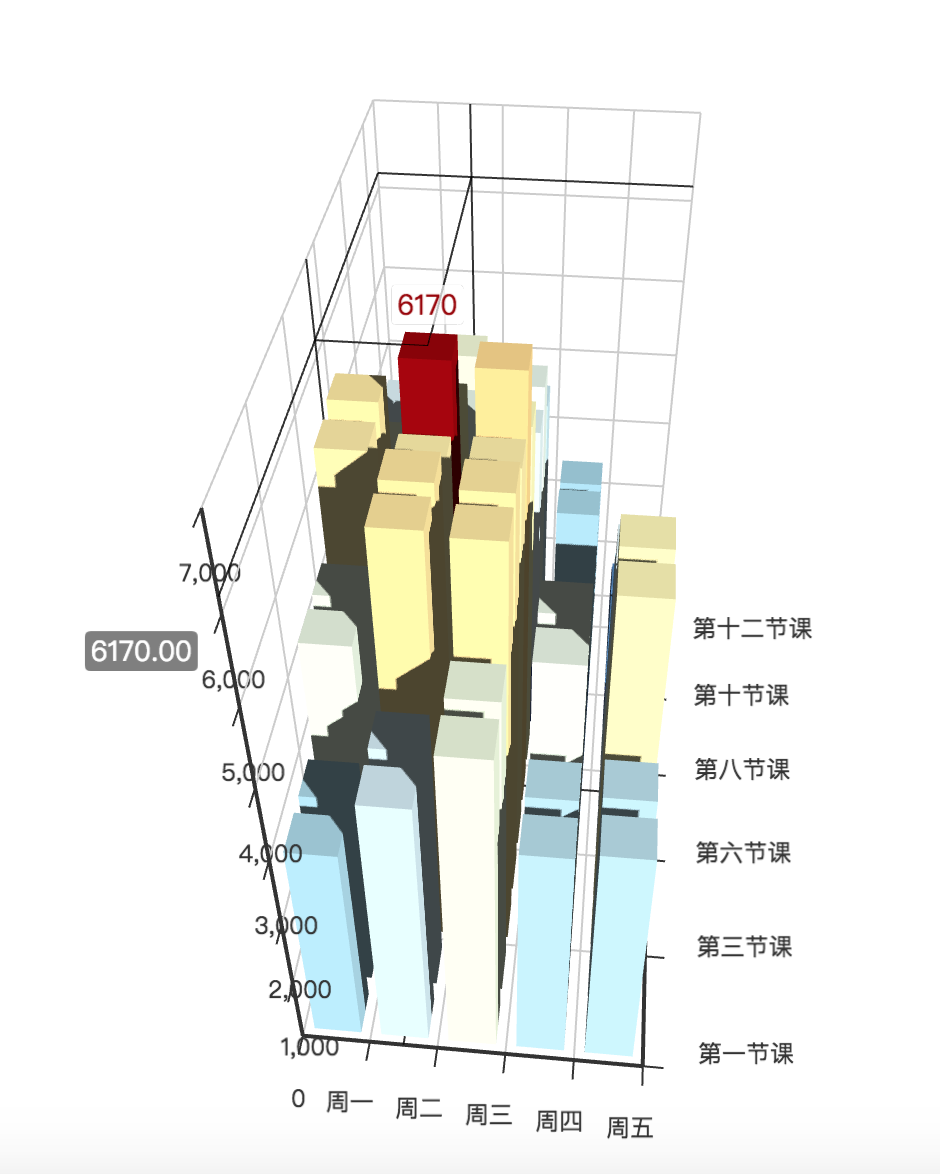 6170
7,000
6170.00
6,000
5,000
4,000
3,000
2,000
1,000
0
第十二节课
第十节课
第八节课
第六节课
第三节课
第一节课
周一
周二
周三
周四
周五